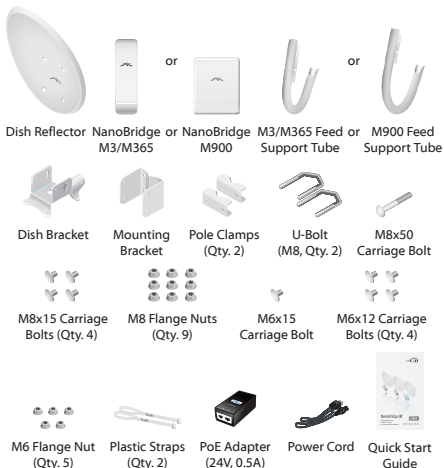 or
or
Dish Reflector
NanoBridge
M3/M365
or
NanoBridge
M900
M3/M365 Feed
Support Tube
or
M900 Feed
Support Tube
Dish Bracket
Mounting
Bracket
Pole Clamps
(Qty. 2)
U-Bolt
(M8, Qty. 2)
M8x50
Carriage Bolt
M8x15 Carriage
Bolts (Qty. 4)
M8 Flange Nuts
(Qty. 9)
M6x15
Carriage Bolt
M6x12 Carriage
Bolts (Qty. 4)
M6 Flange Nut
(Qty. 5)
Plastic Straps
(Qty. 2)
PoE Adapter
(24V, 0.5A)
Power Cord
Quick Start
Guide